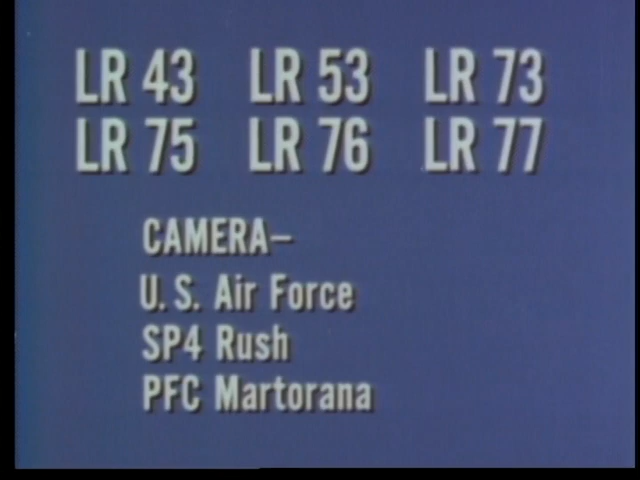 LR 43 LR 53 LR 73
LR 75 LR 76 LR 77
CAMERA—
U. S. Air Force
SP4 Rush
PFC Martorana